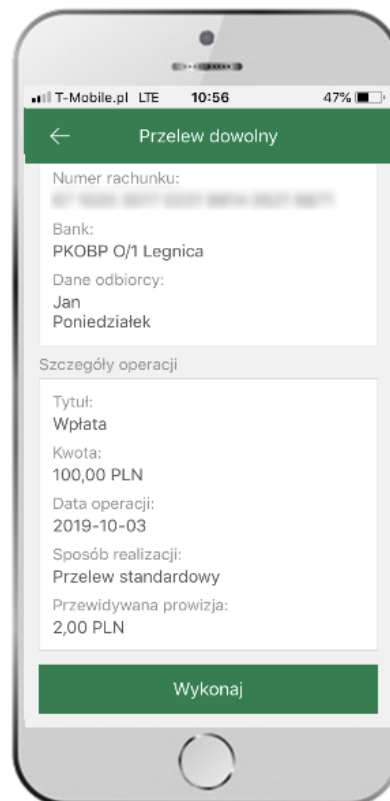 T-Mobile.pl LTE 10:56 47%
Przelew dowolny
Numer rachunku:
Bank:
PKOBP O/1 Legnica
Dane odbiorcy:
Jan
Poniedziałek
Szczegóły operacji
Tytuł:
Wpłata
Kwota:
100,00 PLN
Data operacji:
2019-10-03
Sposób realizacji:
Przelew standardowy
Przewidywana prowizja:
2,00 PLN
Wykonaj